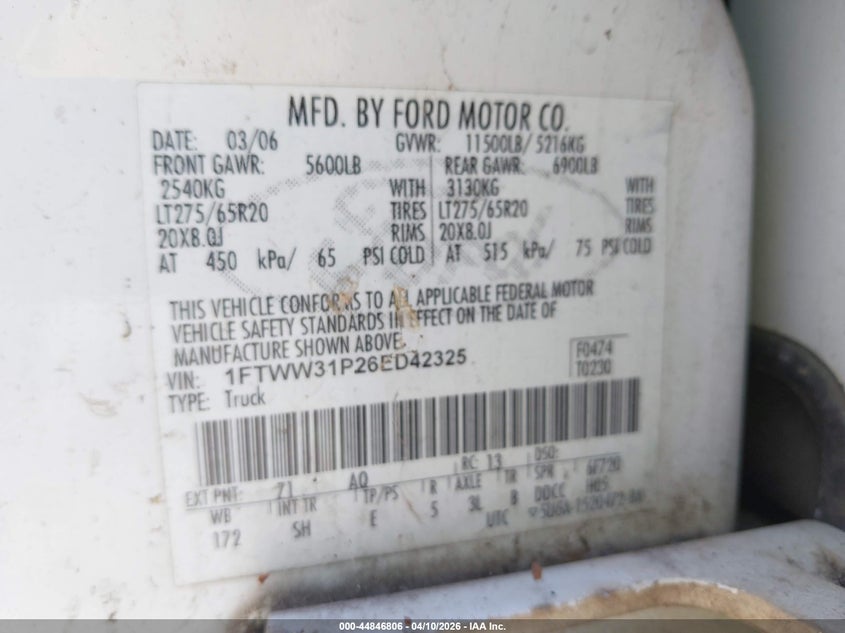 MFD. BY FORD MOTOR CO.
DATE: 03/06 GVWR: 11500LB/ 5216KG
FRONT GAWR: 5600LB REAR GAWR: 6900LB
2540KG WITH 3130KG WITH
LT275/65R20 TIRES LT275/65R20 TIRES
20X8.0J RIMS 20X8.0J RIMS
AT 450 kPa/ 65 PSI COLD AT 515 kPa/ 75 PSI COLD
THIS VEHICLE CONFORMS TO ALL APPLICABLE FEDERAL MOTOR
VEHICLE SAFETY STANDARDS IN EFFECT ON THE DATE OF
MANUFACTURE SHOWN ABOVE.
VIN: 1FTWW31P26ED42325 F0474
TYPE: Truck T0230
EXT PNT: 71 AQ RC: 13 DSO:
WB INT TR TP/PS R AXLE TR SPR 6F720
172 SH E 5 3L B DDCC H05
UTC
000-44846806 - 04/10/2026 - IAA Inc.